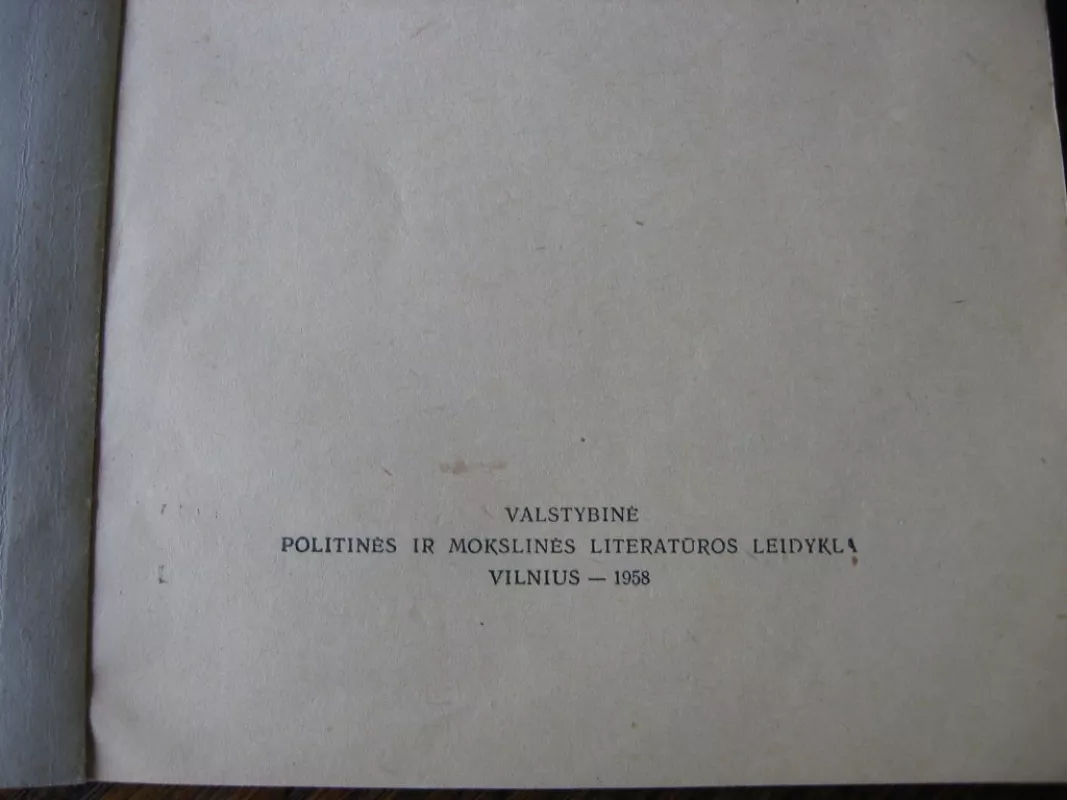 VALSTYBINĖ
POLITINĖS IR MOKSLINĖS LITERATŪROS LEIDYKLA
VILNIUS — 1958